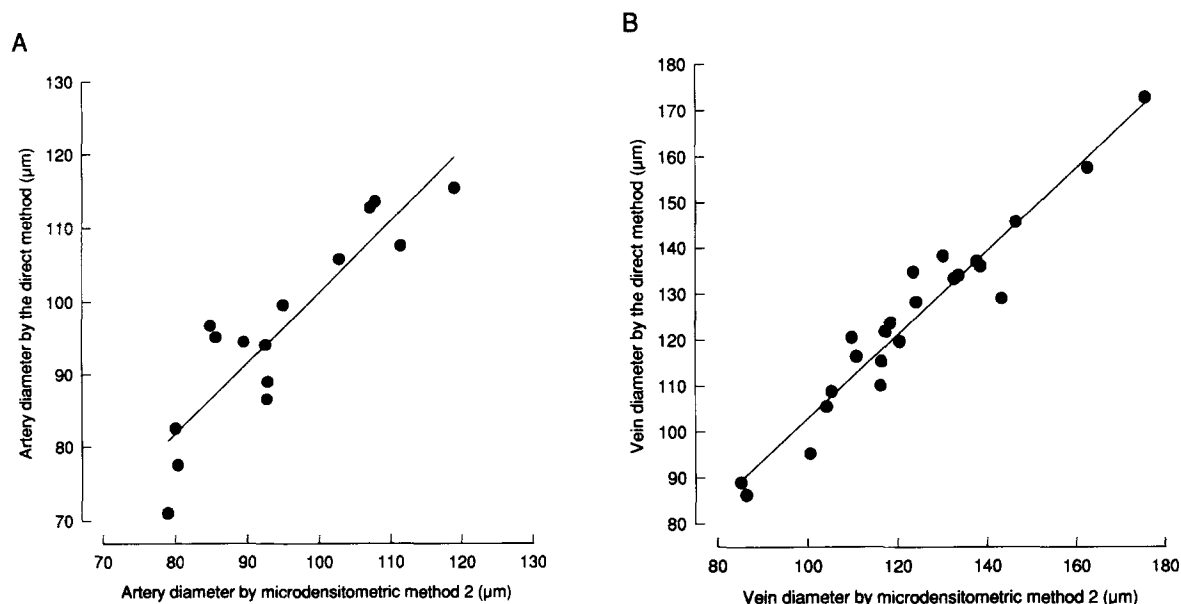 A
Artery diameter by the direct method (µm)
130
120
110
100
90
80
70
70 80 90 100 110 120 130
Artery diameter by microdensitometric method 2 (µm)
B
Vein diameter by the direct method (µm)
180
170
160
150
140
130
120
110
100
90
80
80 100 120 140 160 180
Vein diameter by microdensitometric method 2 (µm)